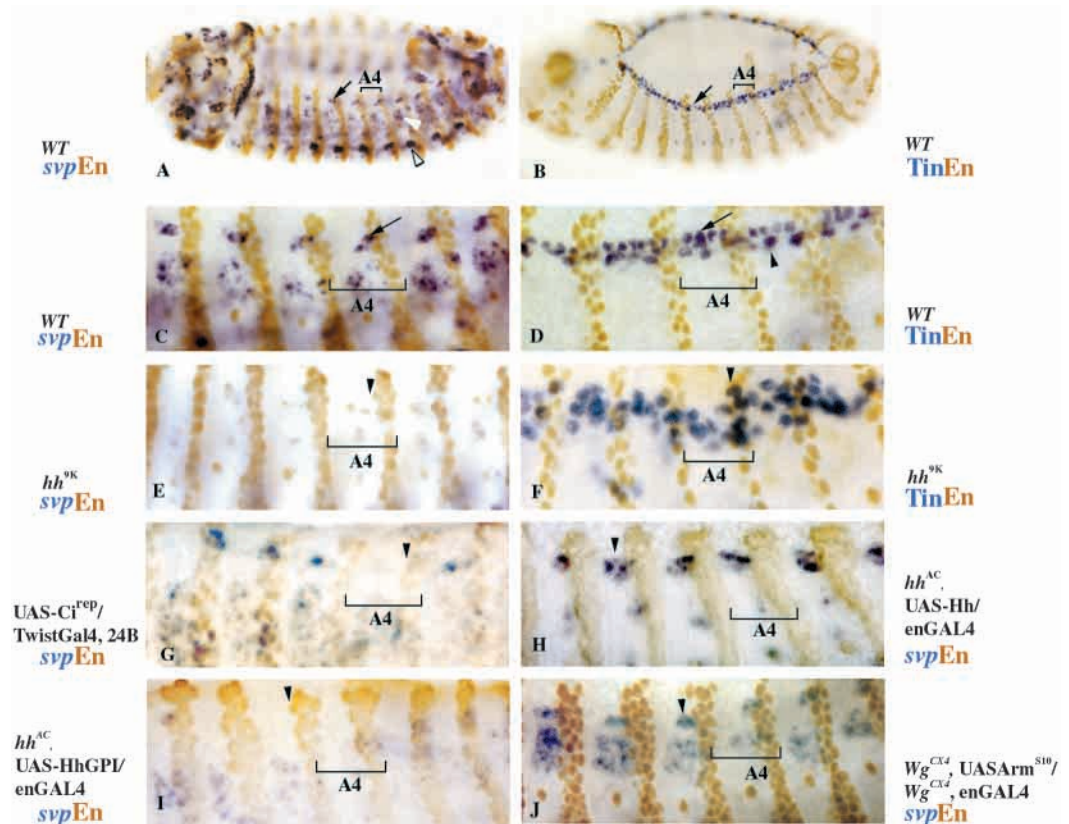 A4
A
WT
svpEn
A4
B
WT
TinEn
A4
C
WT
svpEn
A4
D
WT
TinEn
A4
E
hh9K
svpEn
A4
F
hh9K
TinEn
UAS-Cirep/
TwistGal4, 24B
svpEn
A4
G
A4
H
hhAC,
UAS-Hh/
enGAL4
svpEn
hhAC,
UAS-HhGPI/
enGAL4
svpEn
A4
I
A4
J
WgCX4, UASArmS10/
WgCX4, enGAL4
svpEn